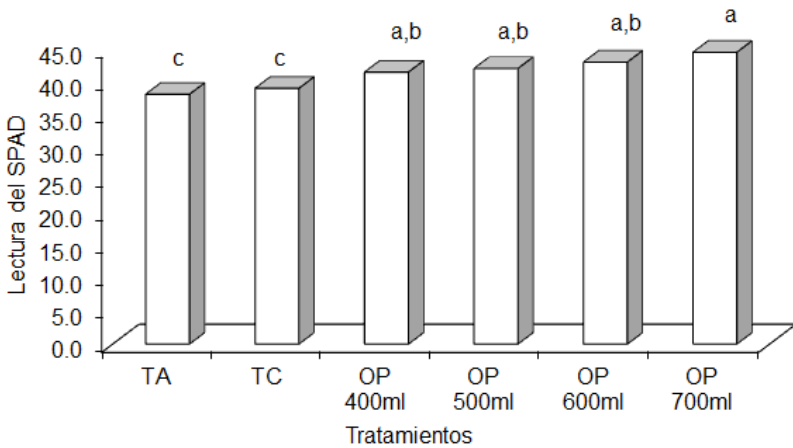 a
a,b a,b a,b
c c
45.0
40.0
35.0
30.0
25.0
20.0
15.0
10.0
5.0
0.0
Lectura del SPAD
TA TC OP OP OP OP
400ml 500ml 600ml 700ml
Tratamientos